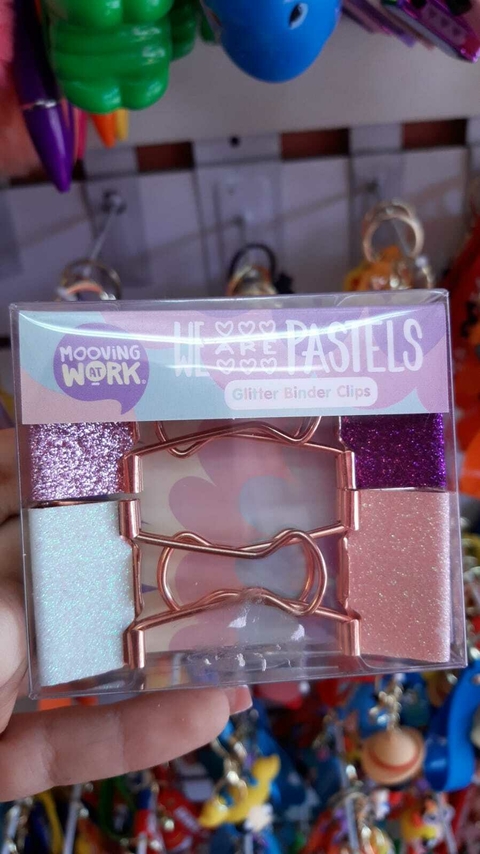 MOOViNG
AT
WORK®
WE ARE PASTELS
Glitter Binder Clips